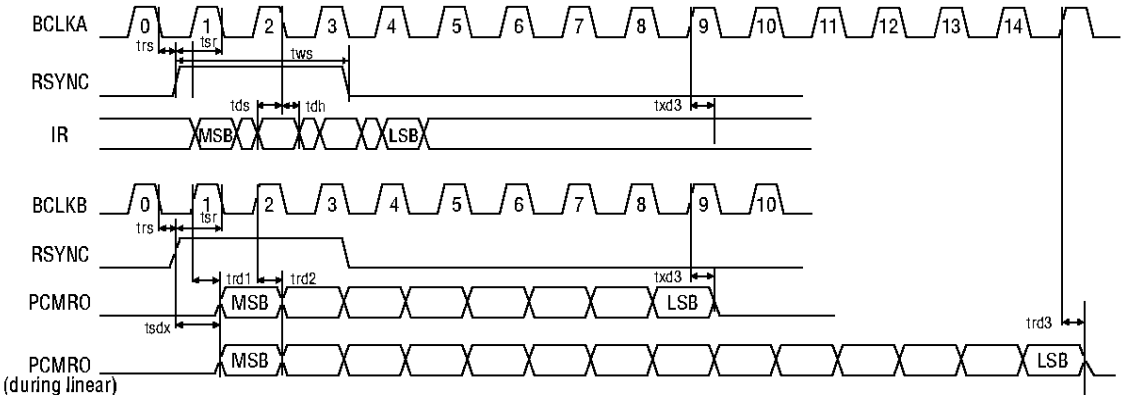 BCLKA 0 1 2 3 4 5 6 7 8 9 10 11 12 13 14
trs tsr
tws
RSYNC
tds tdh txd3
IR MSB LSB
BCLKB 0 1 2 3 4 5 6 7 8 9 10
trs tsr
RSYNC
trd1 trd2 txd3
PCMRO MSB LSB
tsdx trd3
PCMRO MSB LSB
(during linear)